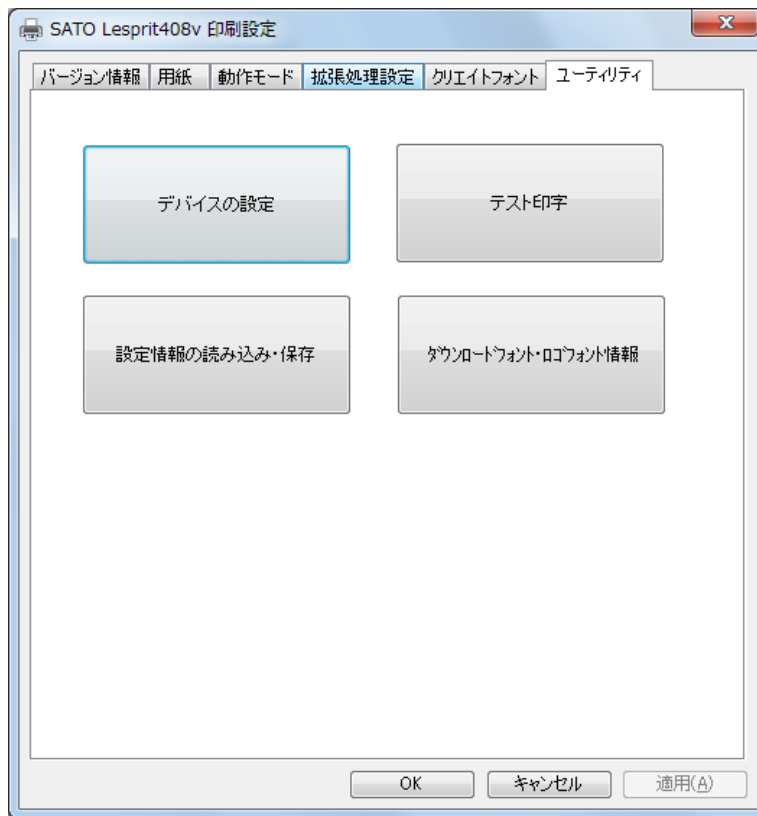 SATO Lesprit408v 印刷設定
バージョン情報 用紙 動作モード 拡張処理設定 クリエイトフォント ユーティリティ
デバイスの設定 テスト印字
設定情報の読み込み・保存 ダウンロードフォント・ロゴフォント情報
OK キャンセル 適用(A)